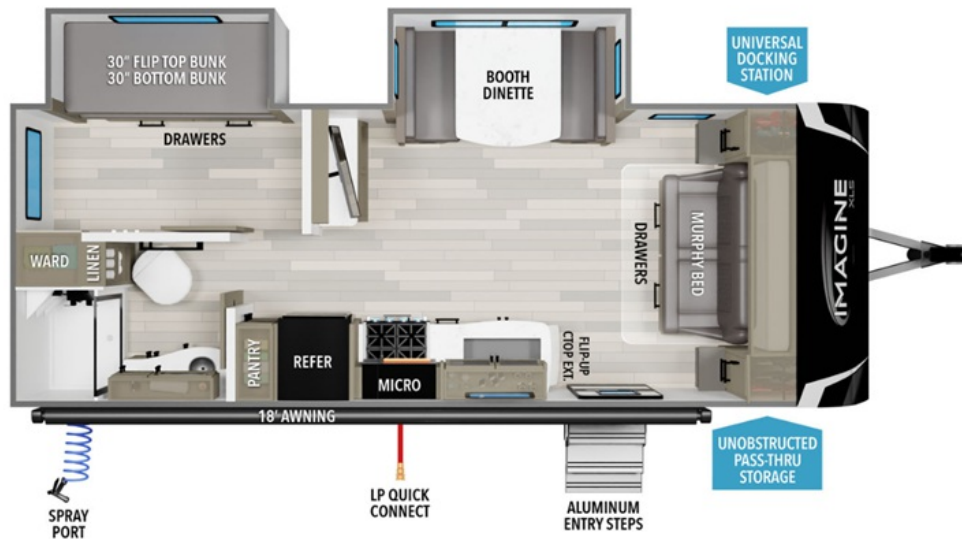 30" FLIP TOP BUNK
30" BOTTOM BUNK
DRAWERS
BOOTH
DINETTE
UNIVERSAL
DOCKING
STATION
WARD
LINEN
DRAWERS
MURPHY BED
IMAGINE
XLS
PANTRY
REFER
MICRO
FLIP-UP
CTOP EXT.
18' AWNING
SPRAY
PORT
LP QUICK
CONNECT
ALUMINUM
ENTRY STEPS
UNOBSTRUCTED
PASS-THRU
STORAGE